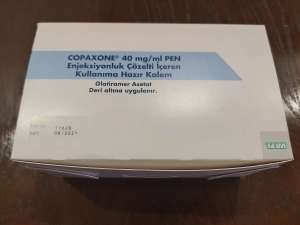 COPAXONE® 40 mg/ml PEN
Enjeksiyonluk Çözelti İçeren
Kullanıma Hazır Kalem
Glatiramer Asetat
Deri altına uygulanır.